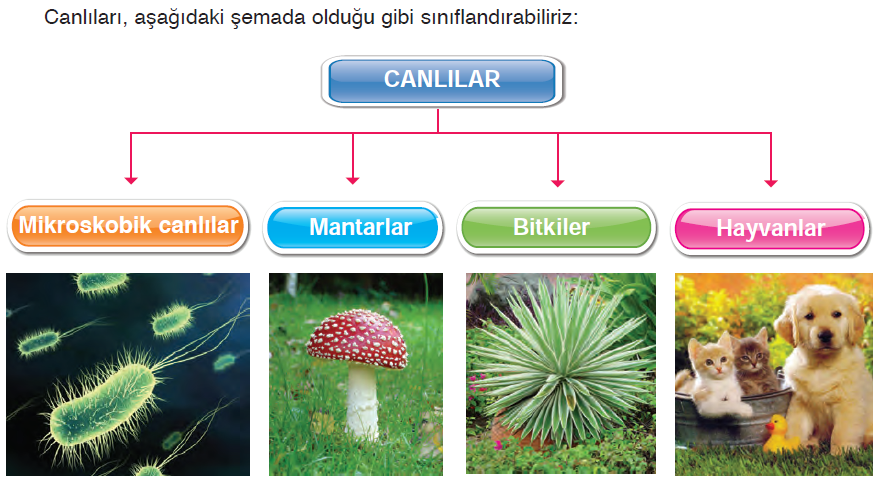 Canlıları, aşağıdaki şemada olduğu gibi sınıflandırabiliriz:
CANLILAR
Mikroskobik canlılar
Mantarlar
Bitkiler
Hayvanlar